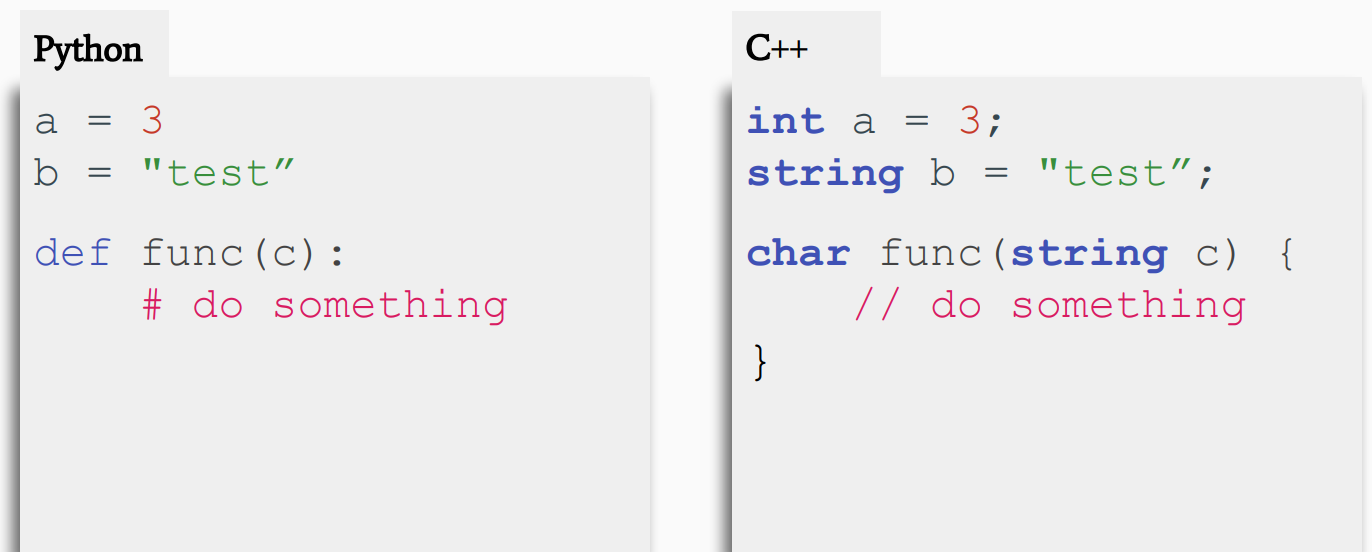 Python
a = 3
b = "test”
def func(c):
# do something
C++
int a = 3;
string b = "test”;
char func(string c) {
// do something
}